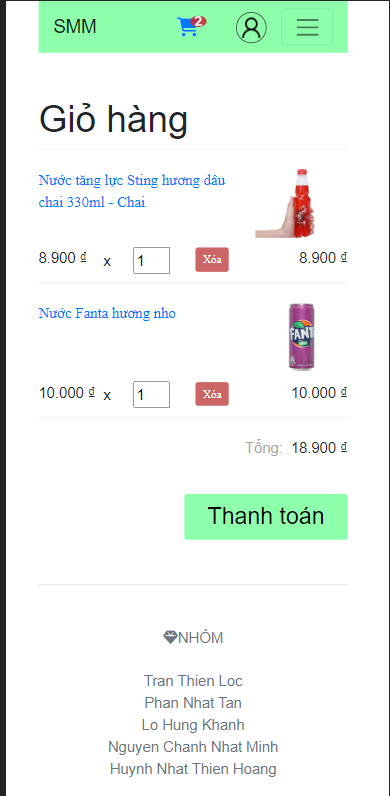 SMM 2
Giỏ hàng
Nước tăng lực Sting hương dâu
chai 330ml - Chai
8.900 ₫ x 1 Xóa 8.900 ₫
Nước Fanta hương nho
FANTA
10.000 ₫ x 1 Xóa 10.000 ₫
Tổng: 18.900 ₫
Thanh toán
NHÓM
Tran Thien Loc
Phan Nhat Tan
Lo Hung Khanh
Nguyen Chanh Nhat Minh
Huynh Nhat Thien Hoang